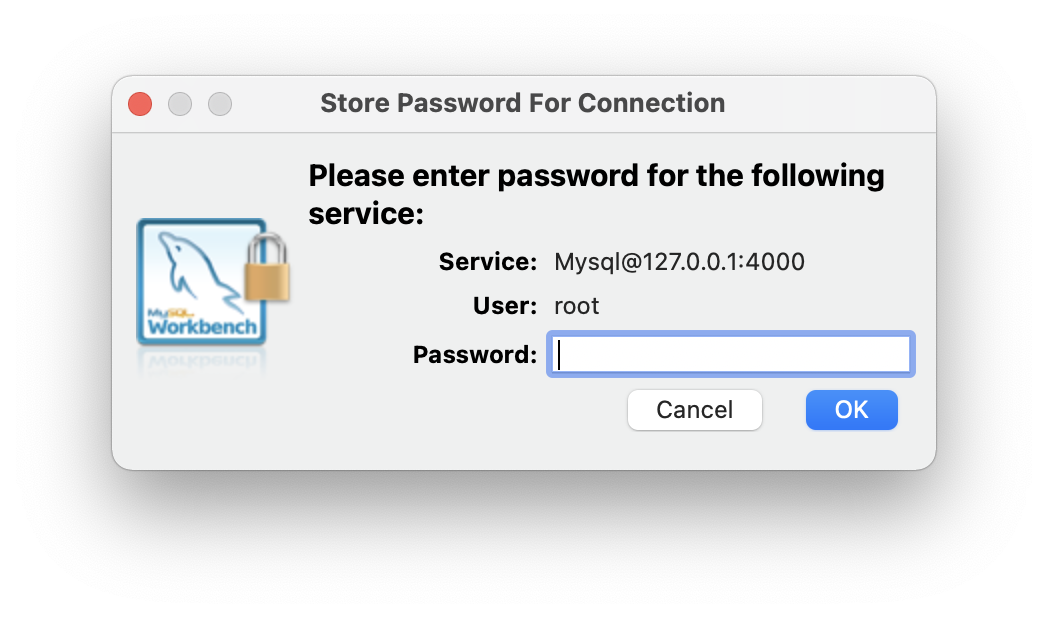 Store Password For Connection
Please enter password for the following
service:
Service: Mysql@127.0.0.1:4000
User: root
Password:
MySQL
Workbench
Cancel OK